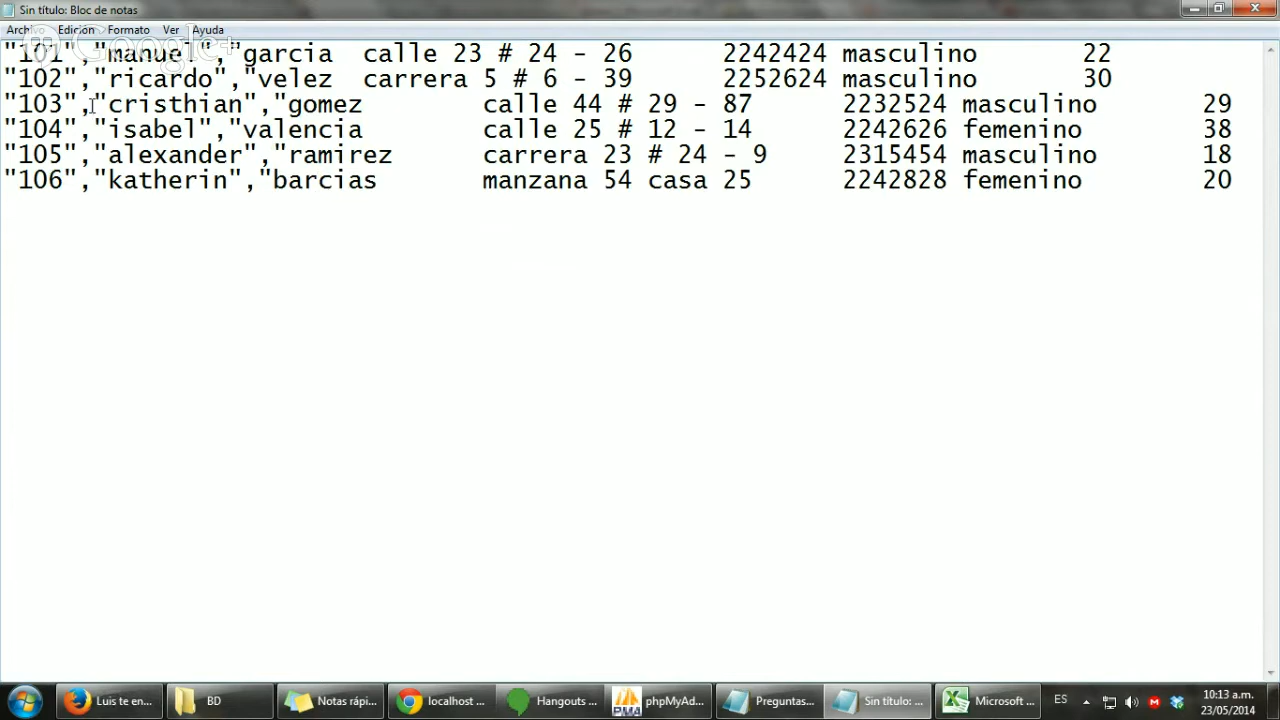 Sin título: Bloc de notas
Archivo Edición Formato Ver Ayuda
Google+
"101","manuel","garcia calle 23 # 24 - 26 2242424 masculino 22
"102","ricardo","velez carrera 5 # 6 - 39 2252624 masculino 30
"103","cristhian","gomez calle 44 # 29 - 87 2232524 masculino 29
"104","isabel","valencia calle 25 # 12 - 14 2242626 femenino 38
"105","alexander","ramirez carrera 23 # 24 - 9 2315454 masculino 18
"106","katherin","barcias manzana 54 casa 25 2242828 femenino 20
Luis te en... BD Notas rápi... localhost ... Hangouts ... PMA phpMyAd... Preguntas... Sin título: ... Microsoft ... ES 10:13 a.m.
23/05/2014